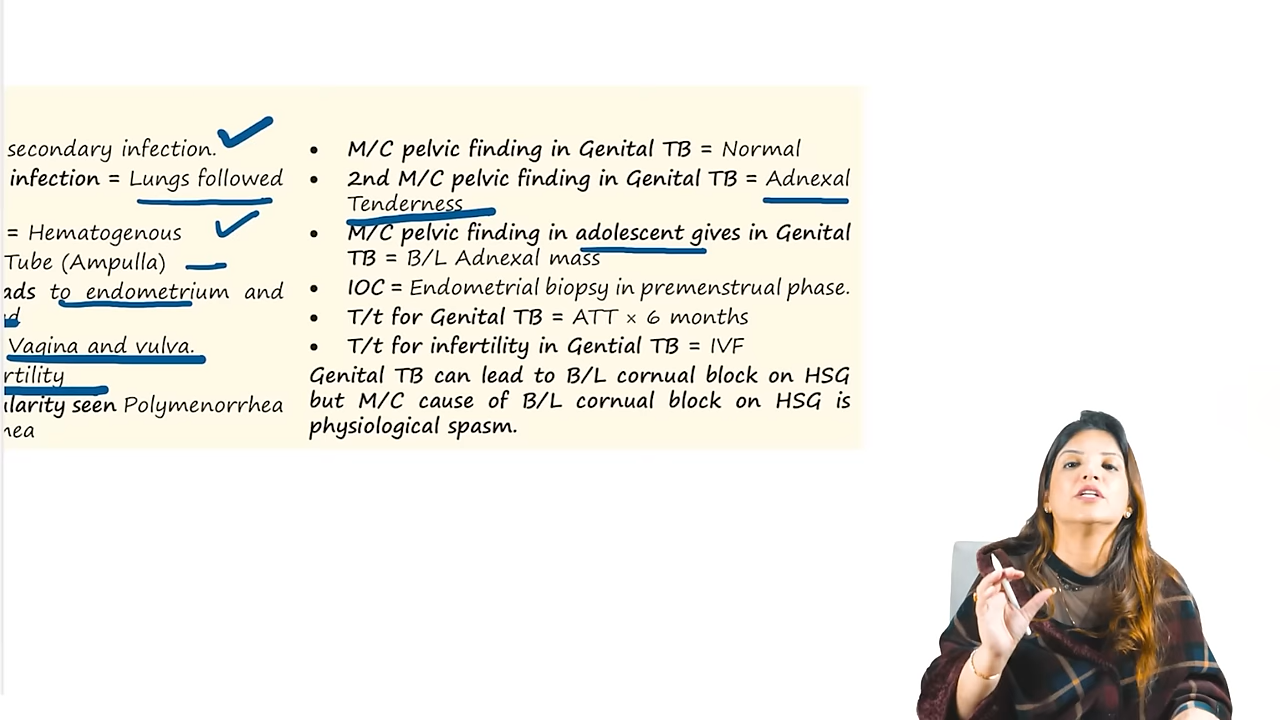 secondary infection.
infection = Lungs followed
= Hematogenous
Tube (Ampulla)
ads to endometrium and
d
Vagina and vulva.
rtility
ularity seen Polymenorrhea
hea
• M/C pelvic finding in Genital TB = Normal
• 2nd M/C pelvic finding in Genital TB = Adnexal
Tenderness
• M/C pelvic finding in adolescent gives in Genital
TB = B/L Adnexal mass
• IOC = Endometrial biopsy in premenstrual phase.
• T/t for Genital TB = ATT × 6 months
• T/t for infertility in Gential TB = IVF
Genital TB can lead to B/L cornual block on HSG
but M/C cause of B/L cornual block on HSG is
physiological spasm.